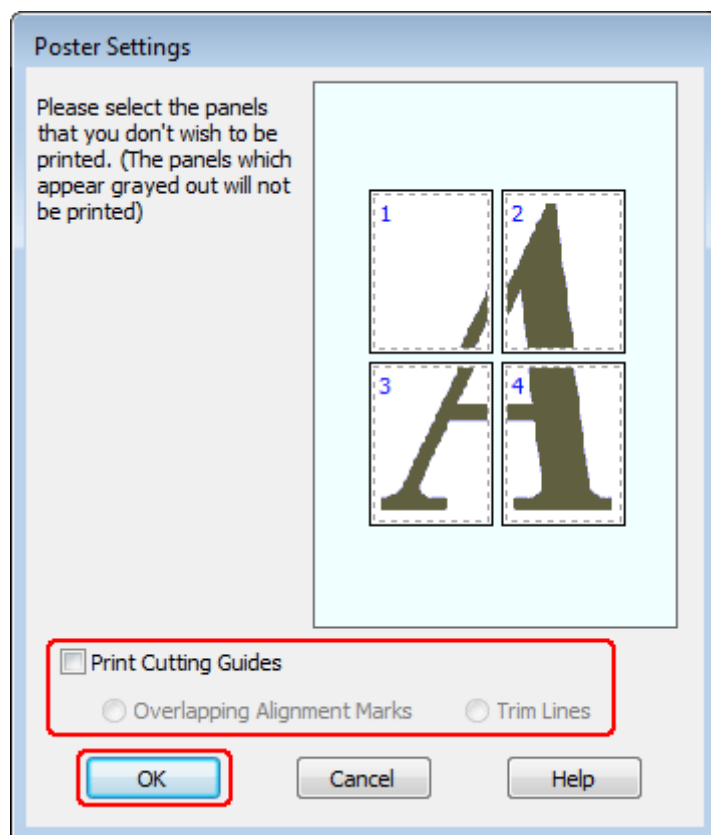 Poster Settings
Please select the panels
that you don't wish to be
printed. (The panels which
appear grayed out will not
be printed)
1
2
3
4
A
Print Cutting Guides
Overlapping Alignment Marks
Trim Lines
OK
Cancel
Help